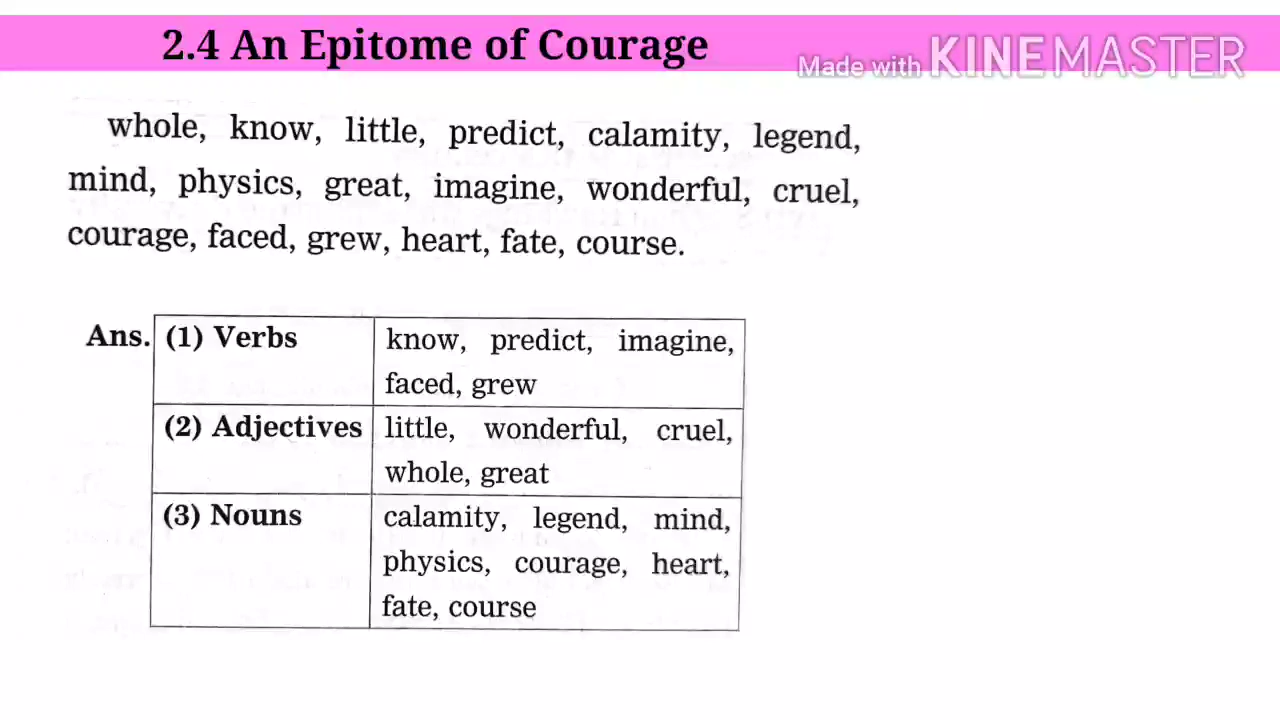 2.4 An Epitome of Courage
Made with KINEMASTER
whole, know, little, predict, calamity, legend,
mind, physics, great, imagine, wonderful, cruel,
courage, faced, grew, heart, fate, course.
Ans. (1) Verbs know, predict, imagine,
faced, grew
(2) Adjectives little, wonderful, cruel,
whole, great
(3) Nouns calamity, legend, mind,
physics, courage, heart,
fate, course